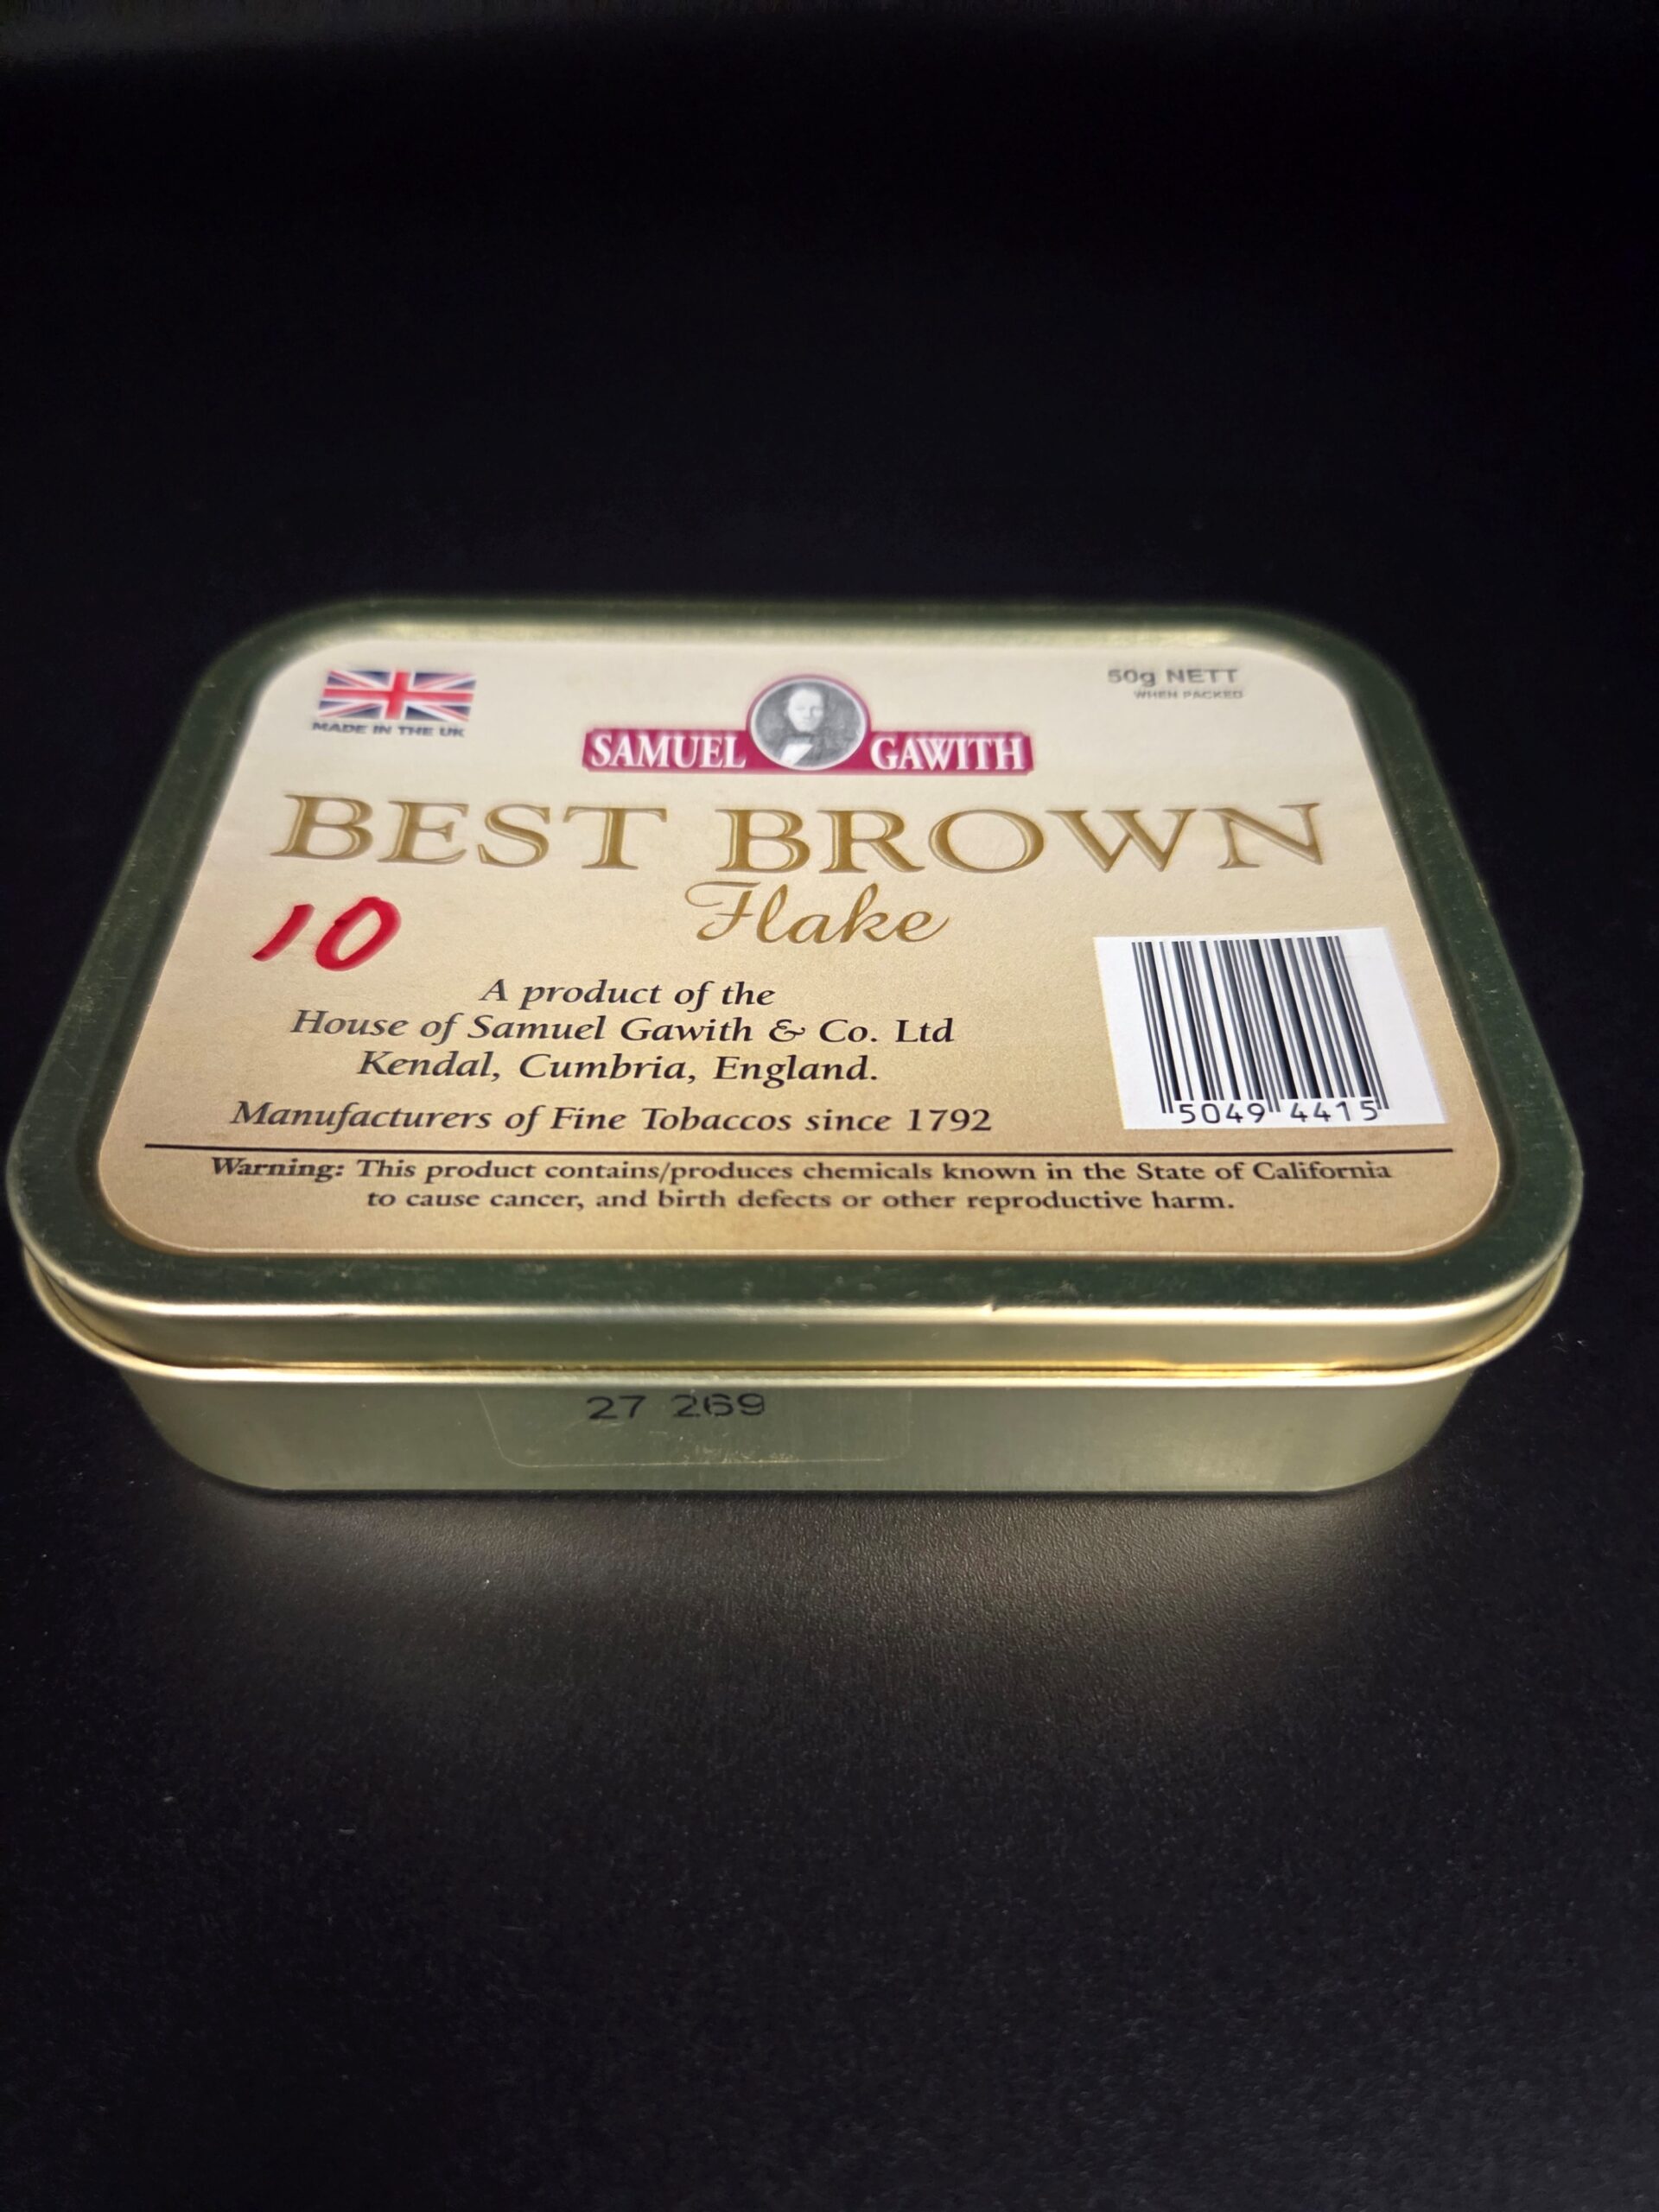 MADE IN THE UK
50g NETT
WHEN PACKED
SAMUEL GAWITH
BEST BROWN
Flake
10
A product of the
House of Samuel Gawith & Co. Ltd
Kendal, Cumbria, England.
Manufacturers of Fine Tobaccos since 1792
5049 4415
Warning: This product contains/produces chemicals known in the State of California
to cause cancer, and birth defects or other reproductive harm.
27 269